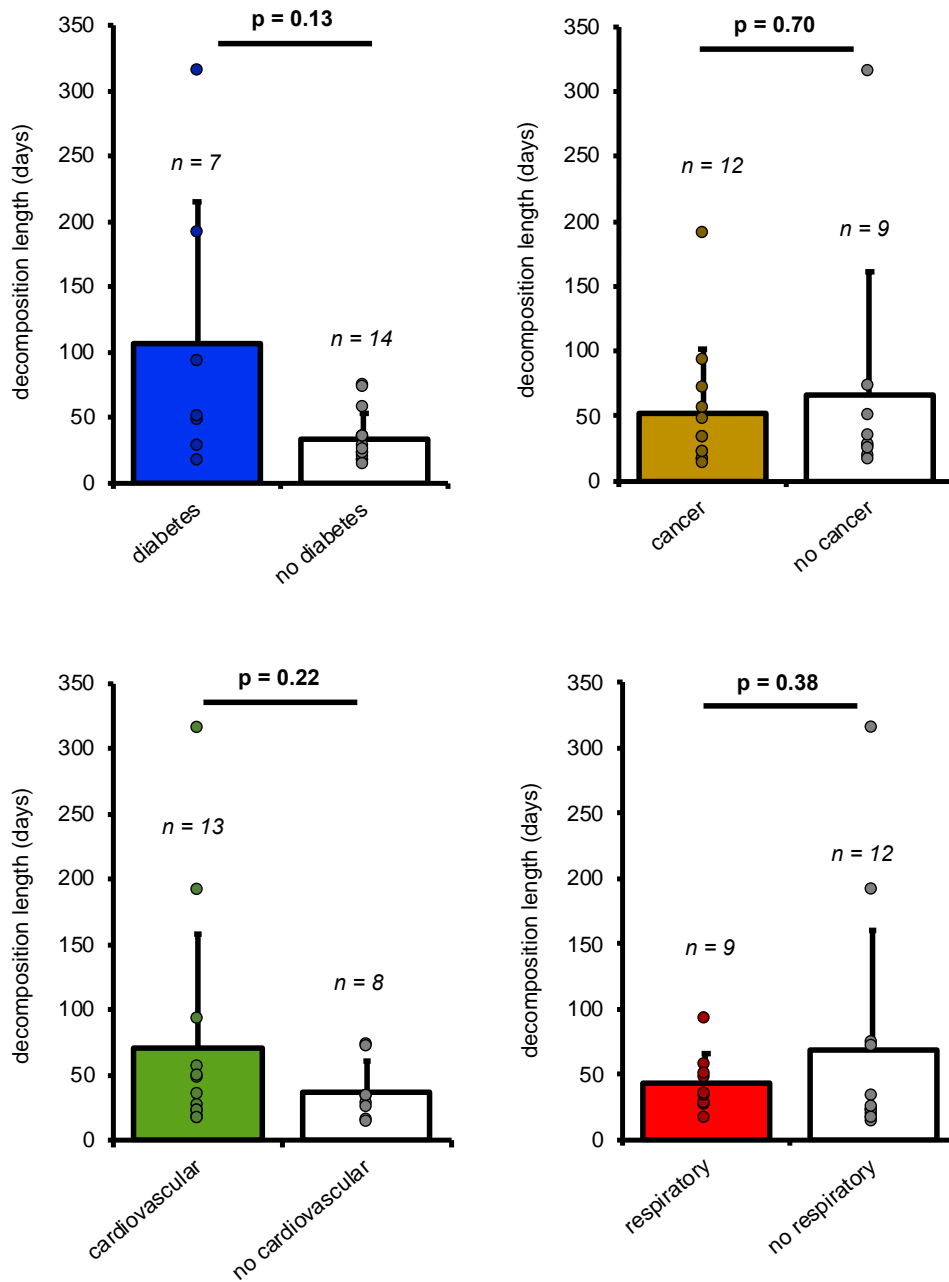 p = 0.13
350
300
250
200
150
100
50
0
decomposition length (days)
n = 7
n = 14
diabetes
no diabetes
p = 0.70
350
300
250
200
150
100
50
0
decomposition length (days)
n = 12
n = 9
cancer
no cancer
p = 0.22
350
300
250
200
150
100
50
0
decomposition length (days)
n = 13
n = 8
cardiovascular
no cardiovascular
p = 0.38
350
300
250
200
150
100
50
0
decomposition length (days)
n = 9
n = 12
respiratory
no respiratory